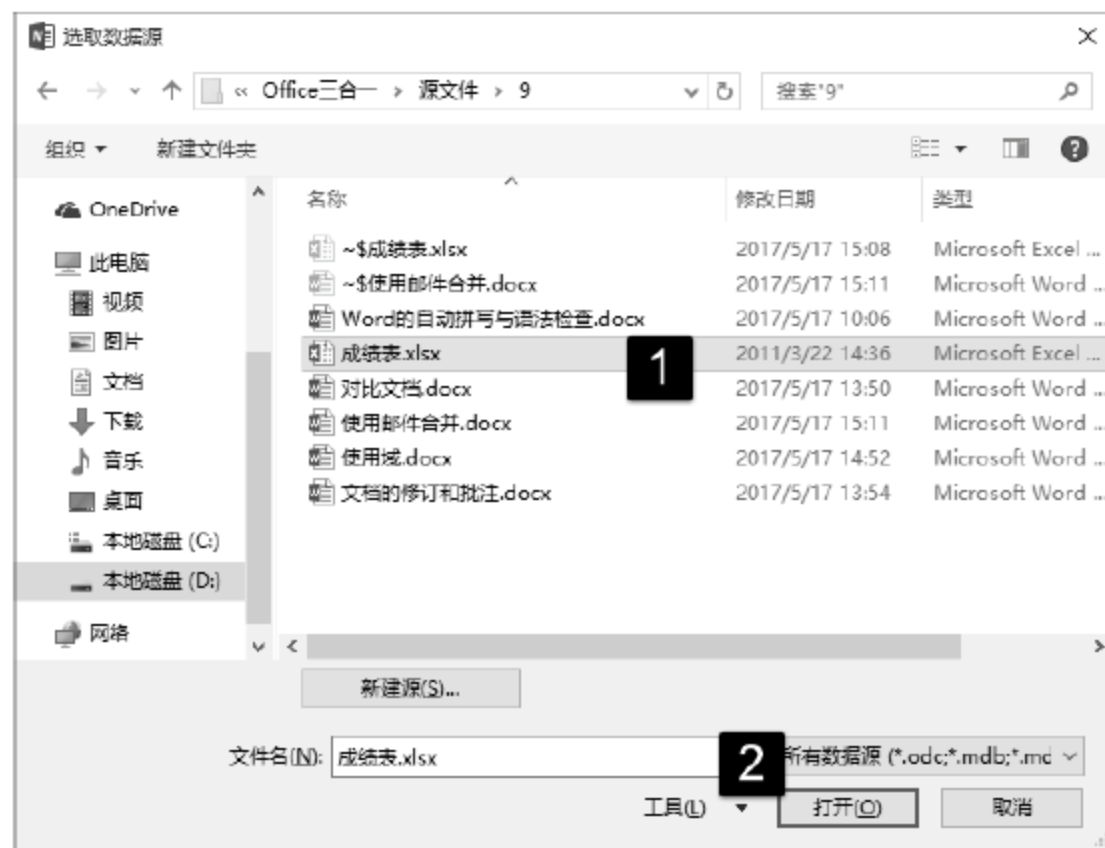 选取数据源
« Office三合一 › 源文件 › 9
搜索"9"
组织
新建文件夹
名称 修改日期 类型
OneDrive
此电脑
视频
图片
文档
下载
音乐
桌面
本地磁盘 (C:)
本地磁盘 (D:)
网络
~$成绩表.xlsx 2017/5/17 15:08 Microsoft Excel ...
~$使用邮件合并.docx 2017/5/17 15:11 Microsoft Word ...
Word的自动拼写与语法检查.docx 2017/5/17 10:06 Microsoft Word ...
成绩表.xlsx 2011/3/22 14:36 Microsoft Excel ...
1
对比文档.docx 2017/5/17 13:50 Microsoft Word ...
使用邮件合并.docx 2017/5/17 15:11 Microsoft Word ...
使用域.docx 2017/5/17 14:52 Microsoft Word ...
文档的修订和批注.docx 2017/5/17 13:54 Microsoft Word ...
新建源(S)...
文件名(N): 成绩表.xlsx
2
所有数据源 (*.odc;*.mdb;*.md
工具(L) 打开(O) 取消